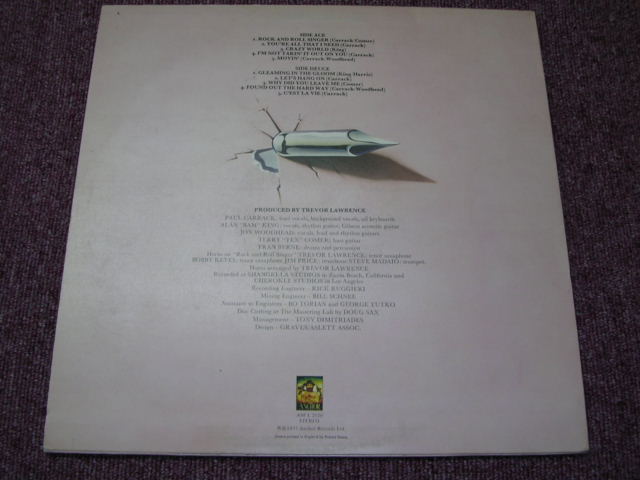 SIDE ACE
1. ROCK AND ROLL SINGER (Carrack-Comer)
2. YOU'RE ALL THAT I NEED (Carrack)
3. CRAZY WORLD (King)
4. I'M NOT TAKIN' IT OUT ON YOU (Carrack)
5. MOVIN' (Carrack-Woodhead)
SIDE DEUCE
1. GLEAMING IN THE GLOOM (King-Harris)
2. LET'S HANG ON (Carrack)
3. WHY DID YOU LEAVE ME (Comer)
4. FOUND OUT THE HARD WAY (Carrack-Woodhead)
5. C'EST LA VIE (Carrack)
PRODUCED BY TREVOR LAWRENCE
PAUL CARRACK; lead vocals, background vocals, all keyboards
ALAN "BAM" KING; vocals, rhythm guitar, Gibson acoustic guitar
JON WOODHEAD; vocals, lead and rhythm guitars
TERRY "TEX" COMER; bass guitar
FRAN BYRNE; drums and percussion
Horns on "Rock and Roll Singer" TREVOR LAWRENCE; tenor saxophone
BOBBY KEYES; tenor saxophone, JIM PRICE; trombone, STEVE MADAIO; trumpet.
Horns arranged by TREVOR LAWRENCE
Recorded at SHANGRI-LA STUDIOS in Zuma Beach, California and
CHEROKEE STUDIOS in Los Angeles
Recording Engineer - RICK RUGGIERI
Mixing Engineer - BILL SCHNEE
Assistant to Engineers - BO TORIAN and GEORGE TUTKO
Disc Cutting at The Mastering Lab by DOUG SAX
Management - TONY DIMITRIADES
Design - GRAVES/ASLETT ASSOC.
ANCHOR
STEREO
1977 Anchor Records Ltd.